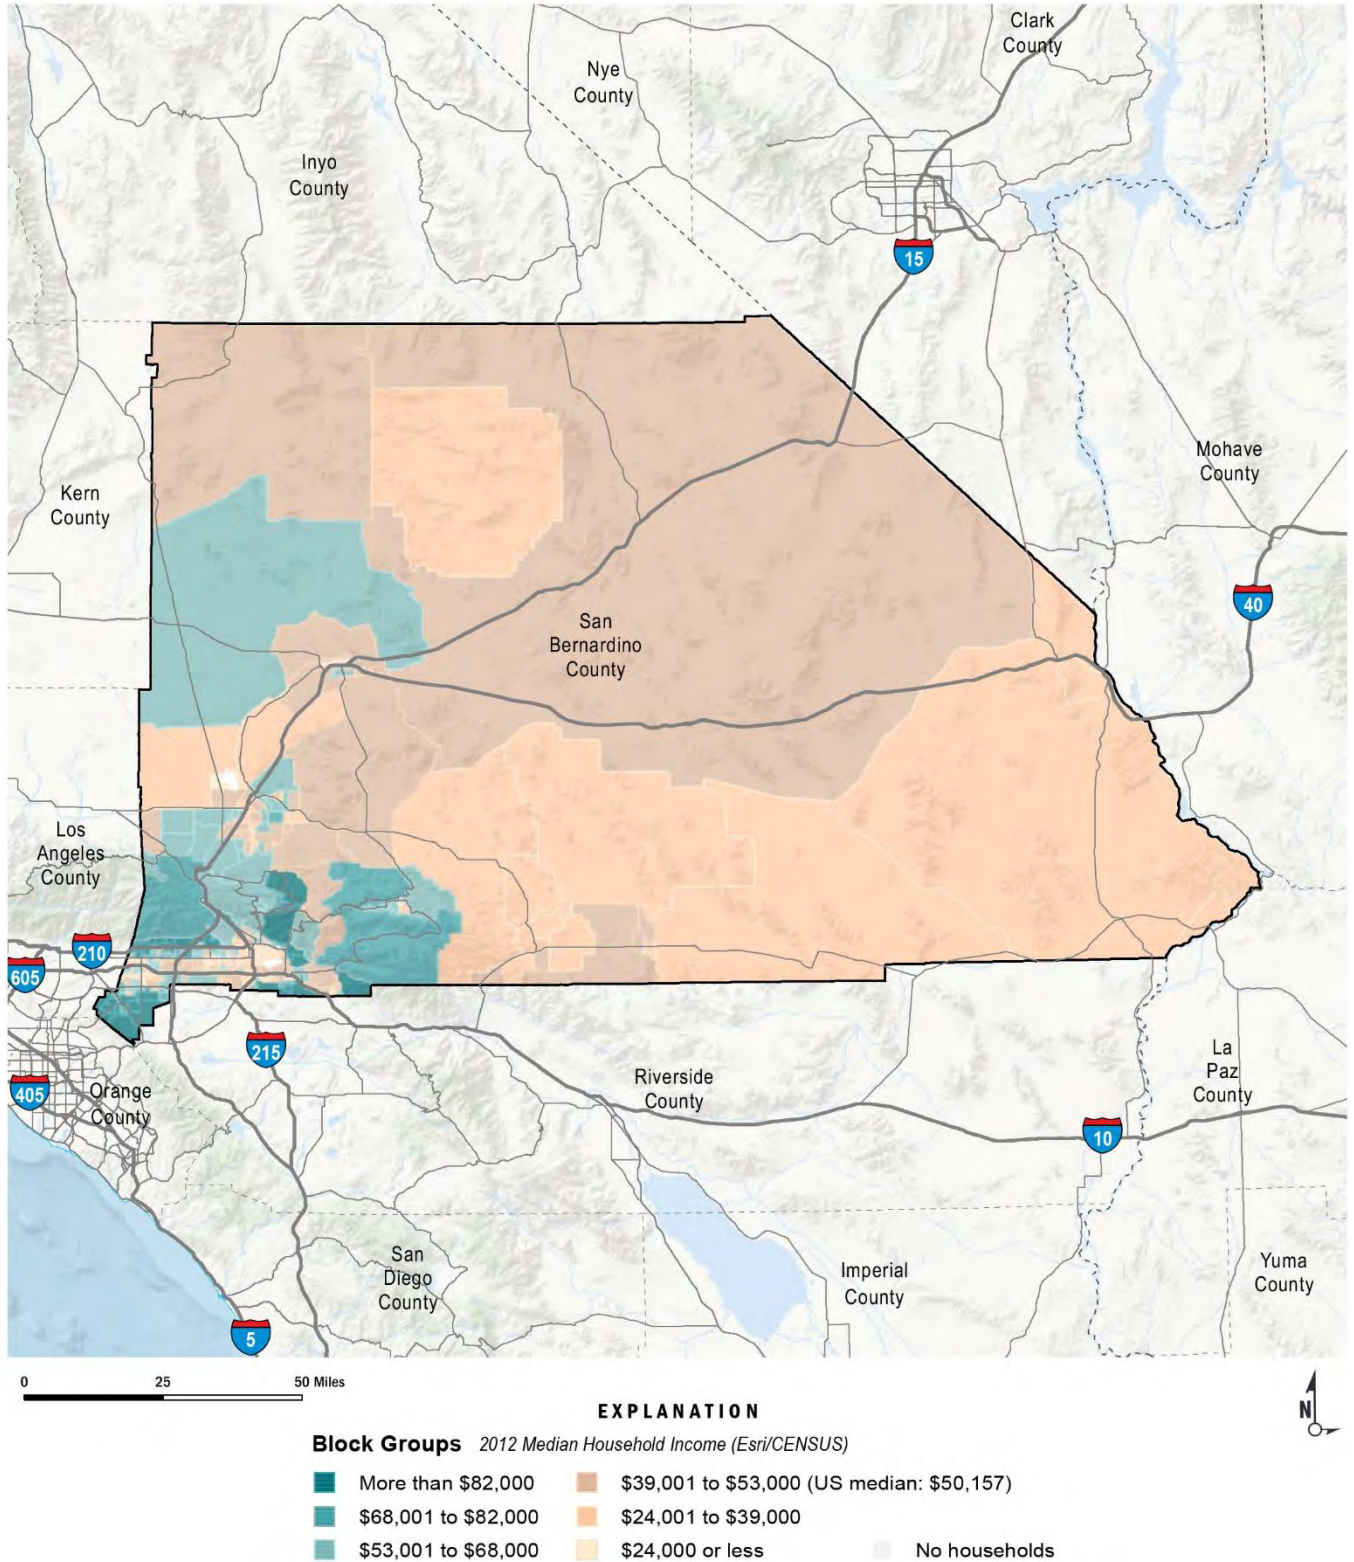 Clark
County
Nye
County
Inyo
County
15
Mohave
County
Kern
County
40
San
Bernardino
County
Los
Angeles
County
210
605
215
405
Orange
County
Riverside
County
La
Paz
County
10
San
Diego
County
Imperial
County
Yuma
County
5
0 25 50 Miles
N
EXPLANATION
Block Groups 2012 Median Household Income (Esri/CENSUS)
More than $82,000 $39,001 to $53,000 (US median: $50,157)
$68,001 to $82,000 $24,001 to $39,000
$53,001 to $68,000 $24,000 or less No households